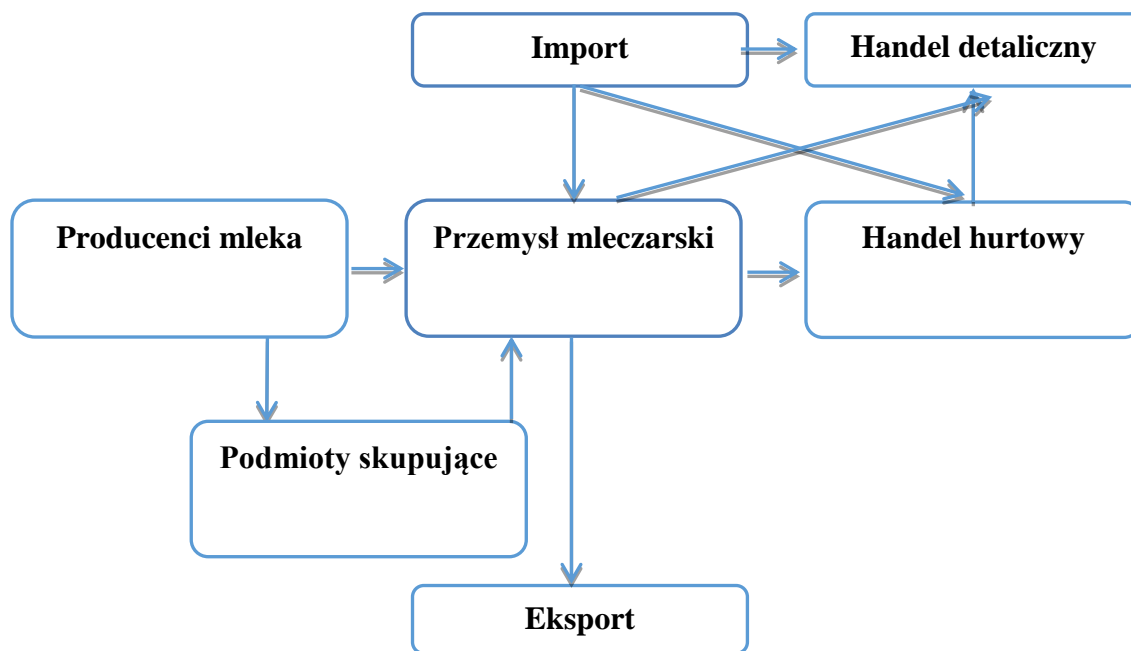 Import
Handel detaliczny
Producenci mleka
Przemysł mleczarski
Handel hurtowy
Podmioty skupujące
Eksport